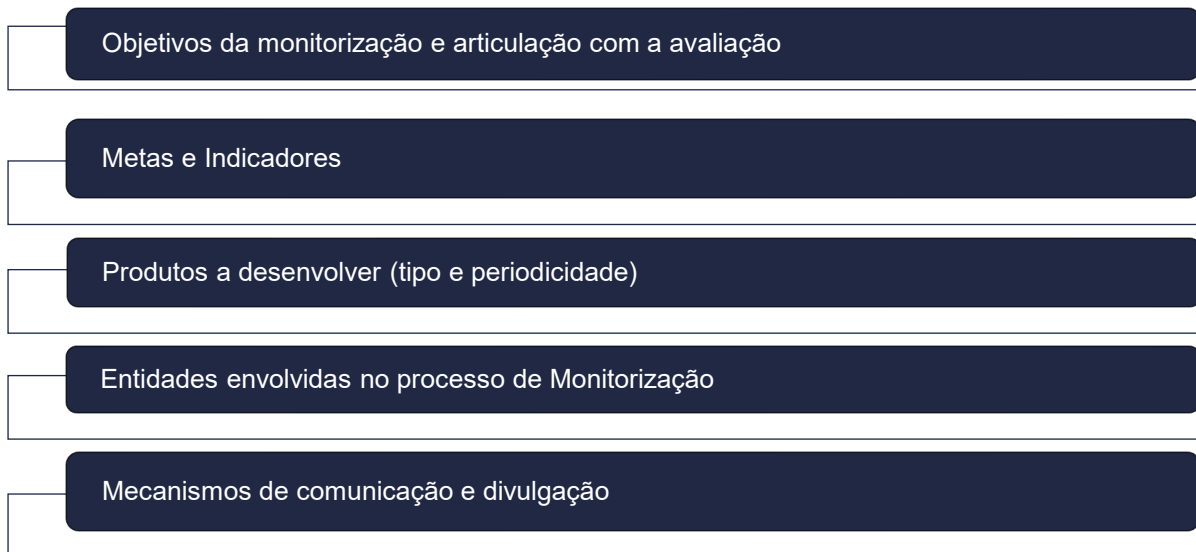 Objetivos da monitorização e articulação com a avaliação
Metas e Indicadores
Produtos a desenvolver (tipo e periodicidade)
Entidades envolvidas no processo de Monitorização
Mecanismos de comunicação e divulgação